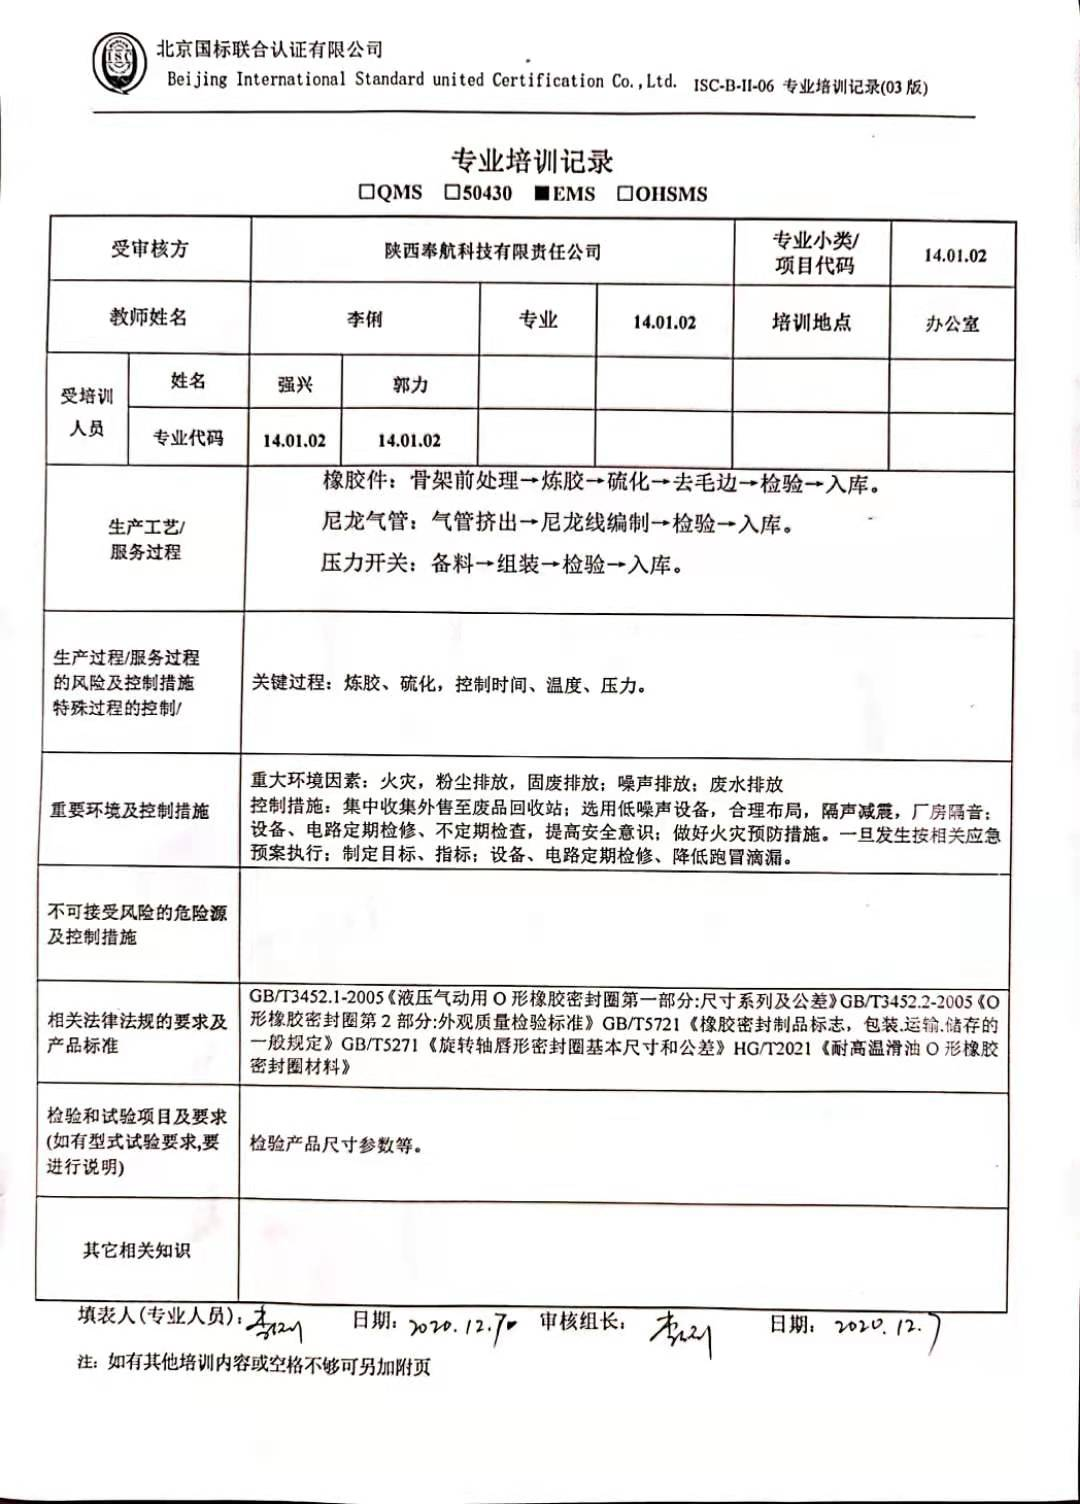 北京国标联合认证有限公司
Beijing International Standard united Certification Co.,Ltd. ISC-B-II-06 专业培训记录(03版)
专业培训记录
□QMS □50430 ■EMS □OHSMS
受审核方 陕西奉航科技有限责任公司 专业小类/项目代码 14.01.02
教师姓名 李俐 专业 14.01.02 培训地点 办公室
受培训人员 姓名 强兴 郭力
专业代码 14.01.02 14.01.02
生产工艺/
服务过程
橡胶件：骨架前处理→炼胶→硫化→去毛边→检验→入库。
尼龙气管：气管挤出→尼龙线编制→检验→入库。
压力开关：备料→组装→检验→入库。
生产过程/服务过程
的风险及控制措施
特殊过程的控制/
关键过程：炼胶、硫化，控制时间、温度、压力。
重要环境及控制措施
重大环境因素：火灾，粉尘排放，固废排放；噪声排放；废水排放
控制措施：集中收集外售至废品回收站；选用低噪声设备，合理布局，隔声减震，厂房隔音；
设备、电路定期检修、不定期检查，提高安全意识；做好火灾预防措施。一旦发生按相关应急
预案执行；制定目标、指标；设备、电路定期检修、降低跑冒滴漏。
不可接受风险的危险源
及控制措施
相关法律法规的要求及
产品标准
GB/T3452.1-2005《液压气动用O形橡胶密封圈第一部分:尺寸系列及公差》GB/T3452.2-2005《O
形橡胶密封圈第2部分:外观质量检验标准》GB/T5721《橡胶密封制品标志，包装.运输.储存的
一般规定》GB/T5271《旋转轴唇形密封圈基本尺寸和公差》HG/T2021《耐高温滑油O形橡胶
密封圈材料》
检验和试验项目及要求
(如有型式试验要求,要
进行说明)
检验产品尺寸参数等。
其它相关知识
填表人(专业人员)：李俐 日期：2020.12.7 审核组长：李俐 日期：2020.12.7
注：如有其他培训内容或空格不够可另加附页